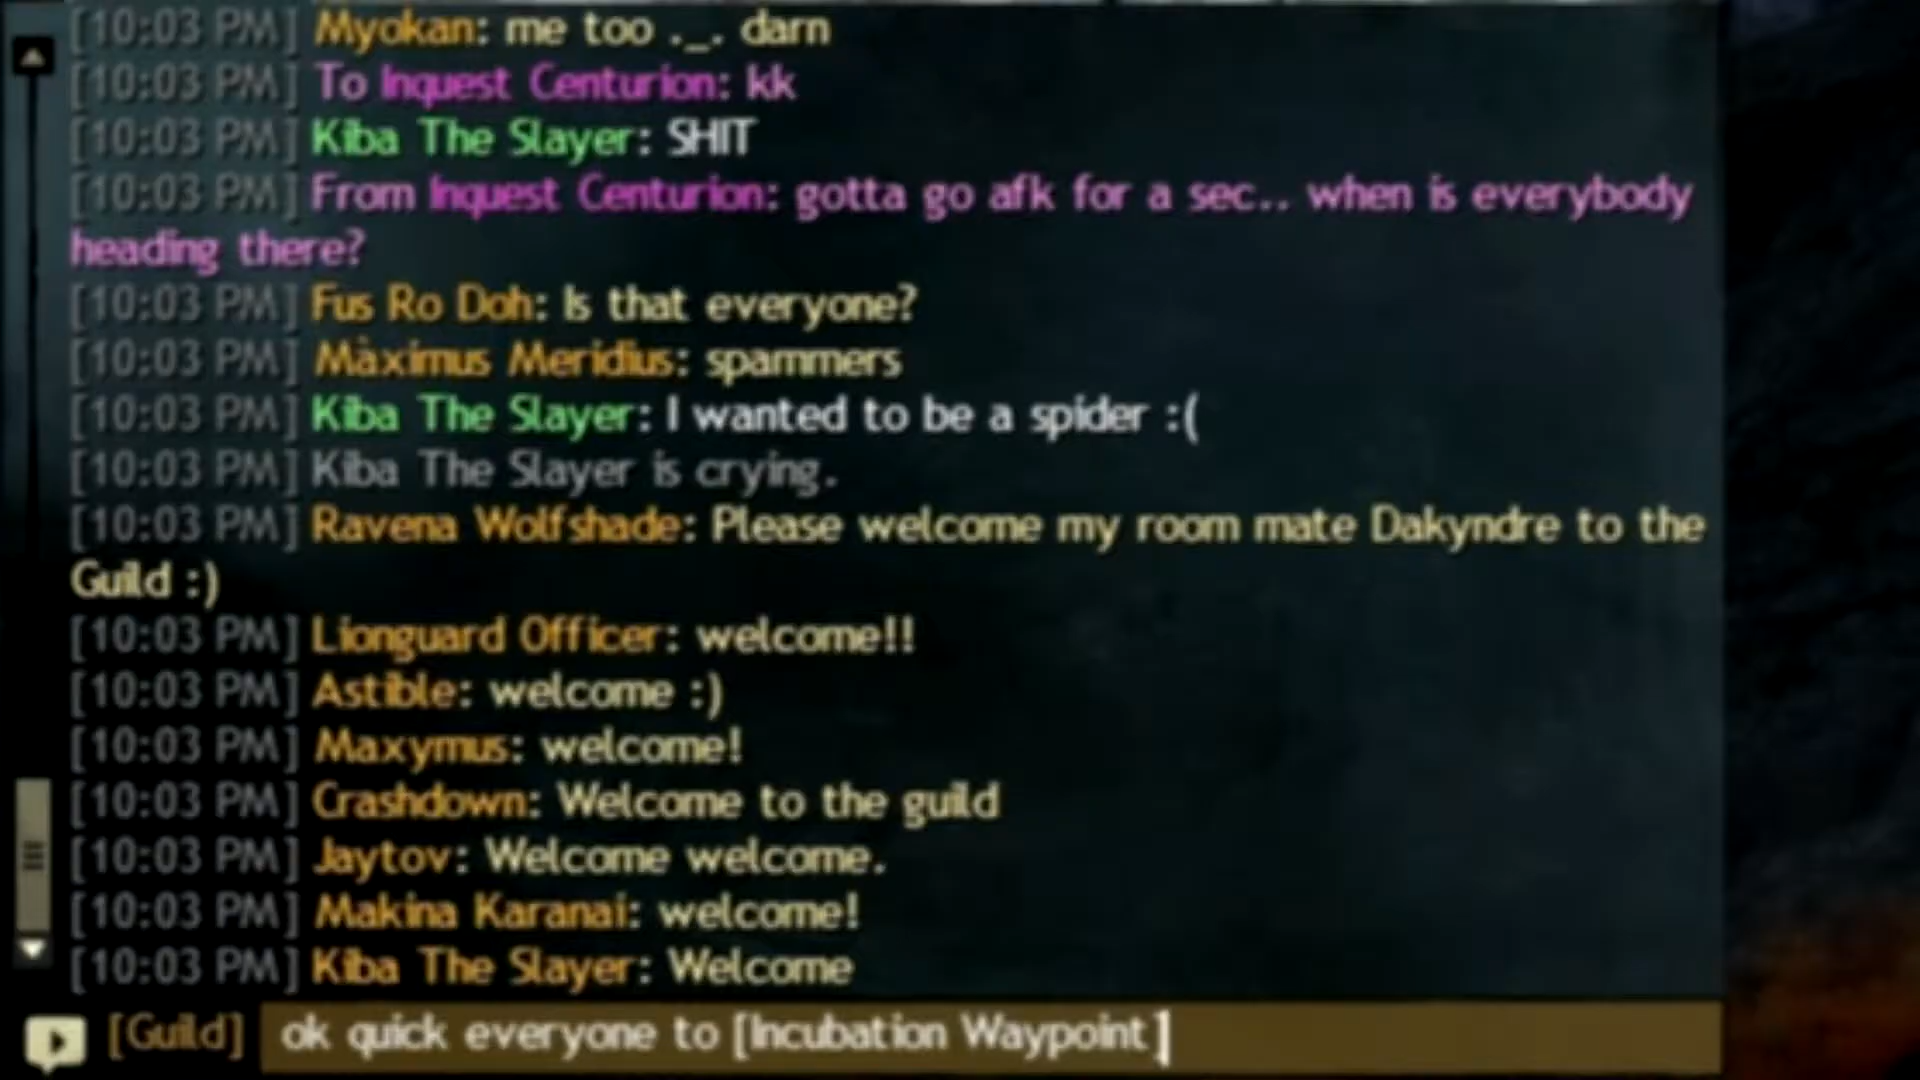 [10:03 PM] Myokan: me too ._. darn
[10:03 PM] To Inquest Centurion: kk
[10:03 PM] Kiba The Slayer: SHIT
[10:03 PM] From Inquest Centurion: gotta go afk for a sec.. when is everybody
heading there?
[10:03 PM] Fus Ro Doh: Is that everyone?
[10:03 PM] Màximus Meridius: spammers
[10:03 PM] Kiba The Slayer: I wanted to be a spider :(
[10:03 PM] Kiba The Slayer is crying.
[10:03 PM] Ravena Wolfshade: Please welcome my room mate Dakyndre to the
Guild :)
[10:03 PM] Lionguard Officer: welcome!!
[10:03 PM] Astible: welcome :)
[10:03 PM] Maxymus: welcome!
[10:03 PM] Crashdown: Welcome to the guild
[10:03 PM] Jaytov: Welcome welcome.
[10:03 PM] Makina Karanai: welcome!
[10:03 PM] Kiba The Slayer: Welcome
[Guild] ok quick everyone to [Incubation Waypoint]